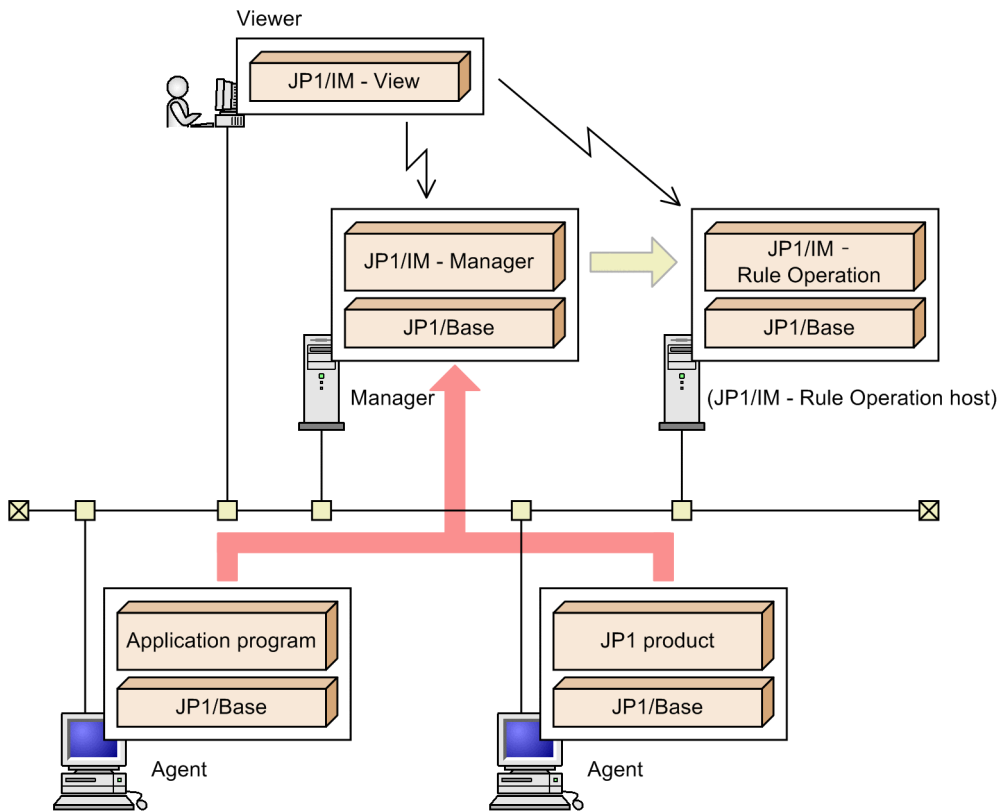 Viewer
JP1/IM - View
JP1/IM - Manager
JP1/Base
Manager
JP1/IM -
Rule Operation
JP1/Base
(JP1/IM - Rule Operation host)
Application program
JP1/Base
Agent
JP1 product
JP1/Base
Agent